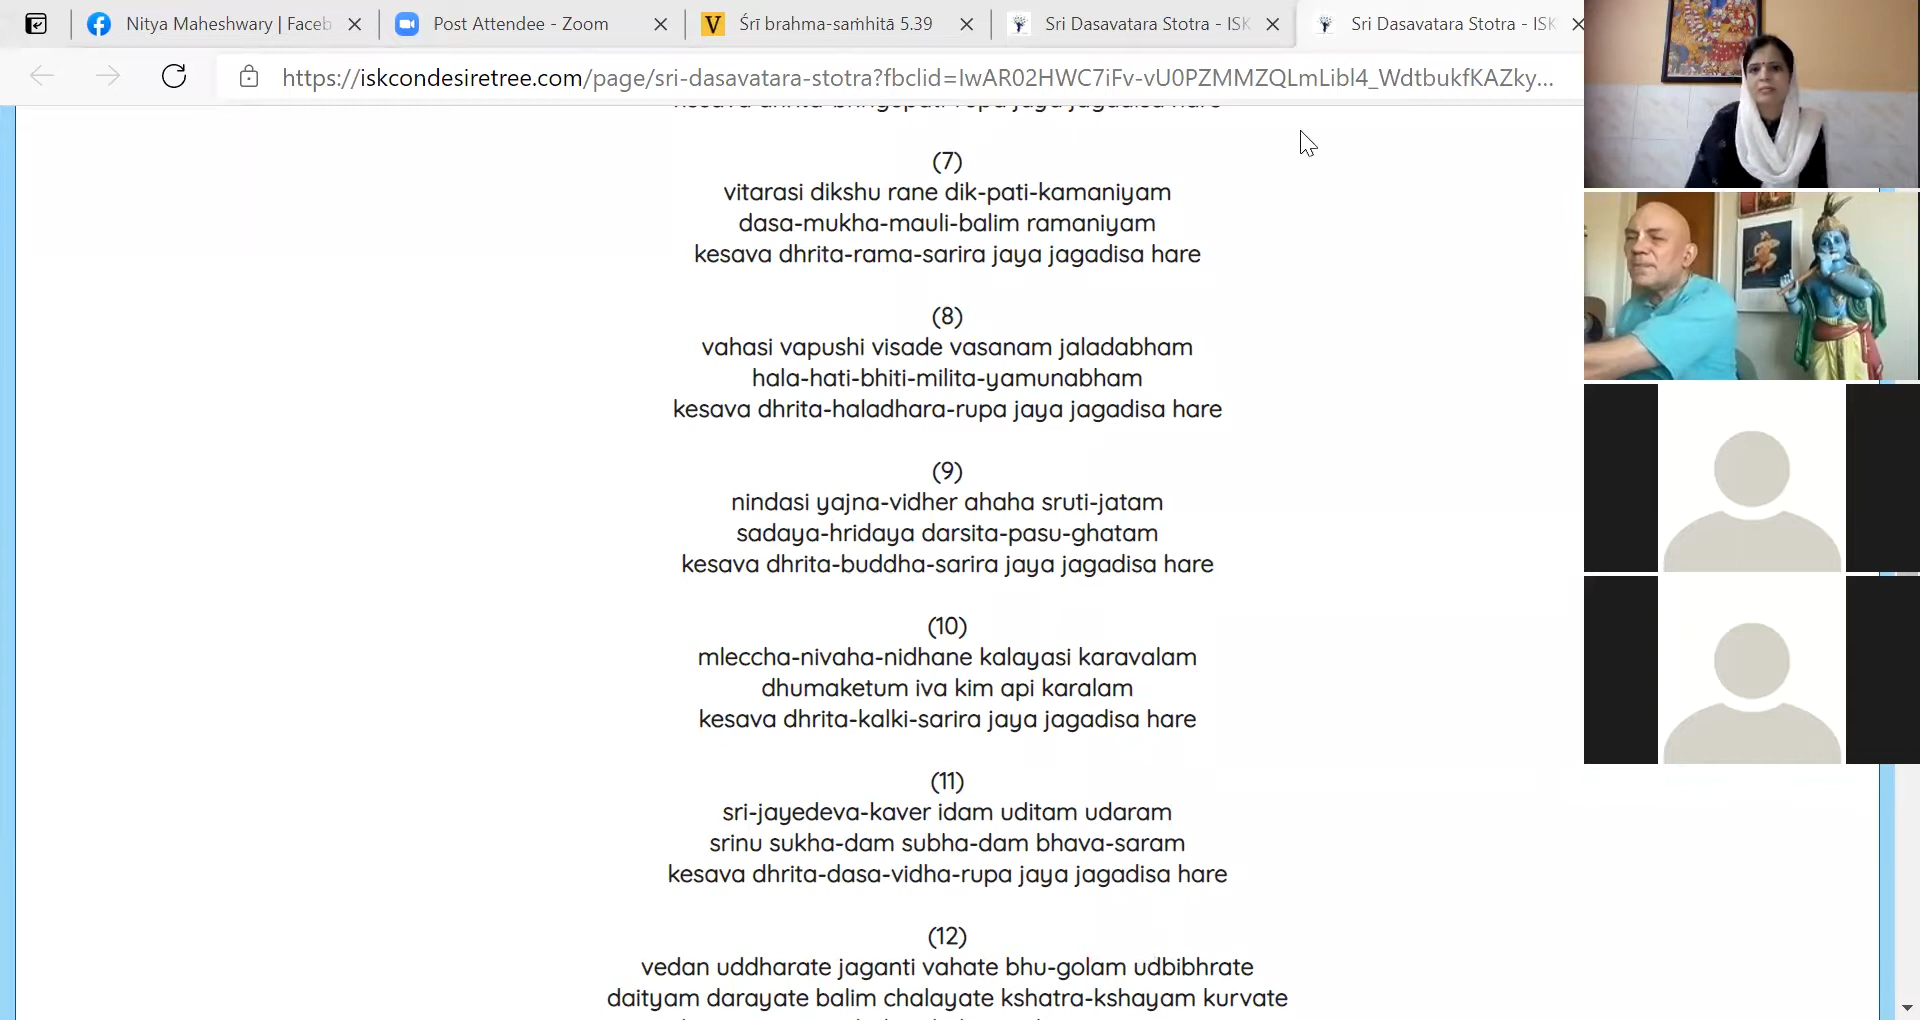 Nitya Maheshwary | Faceb
Post Attendee - Zoom
Śrī brahma-saṁhitā 5.39
Sri Dasavatara Stotra - ISK
Sri Dasavatara Stotra - ISK
https://iskcondesiretree.com/page/sri-dasavatara-stotra?fbclid=IwAR02HWC7iFv-vU0PZMMZQLmLibl4_WdtbukfKAZky...
(7)
vitarasi dikshu rane dik-pati-kamaniyam
dasa-mukha-mauli-balim ramaniyam
kesava dhrita-rama-sarira jaya jagadisa hare
(8)
vahasi vapushi visade vasanam jaladabham
hala-hati-bhiti-milita-yamunabham
kesava dhrita-haladhara-rupa jaya jagadisa hare
(9)
nindasi yajna-vidher ahaha sruti-jatam
sadaya-hridaya darsita-pasu-ghatam
kesava dhrita-buddha-sarira jaya jagadisa hare
(10)
mleccha-nivaha-nidhane kalayasi karavalam
dhumaketum iva kim api karalam
kesava dhrita-kalki-sarira jaya jagadisa hare
(11)
sri-jayedeva-kaver idam uditam udaram
srinu sukha-dam subha-dam bhava-saram
kesava dhrita-dasa-vidha-rupa jaya jagadisa hare
(12)
vedan uddharate jaganti vahate bhu-golam udbibhrate
daityam darayate balim chalayate kshatra-kshayam kurvate